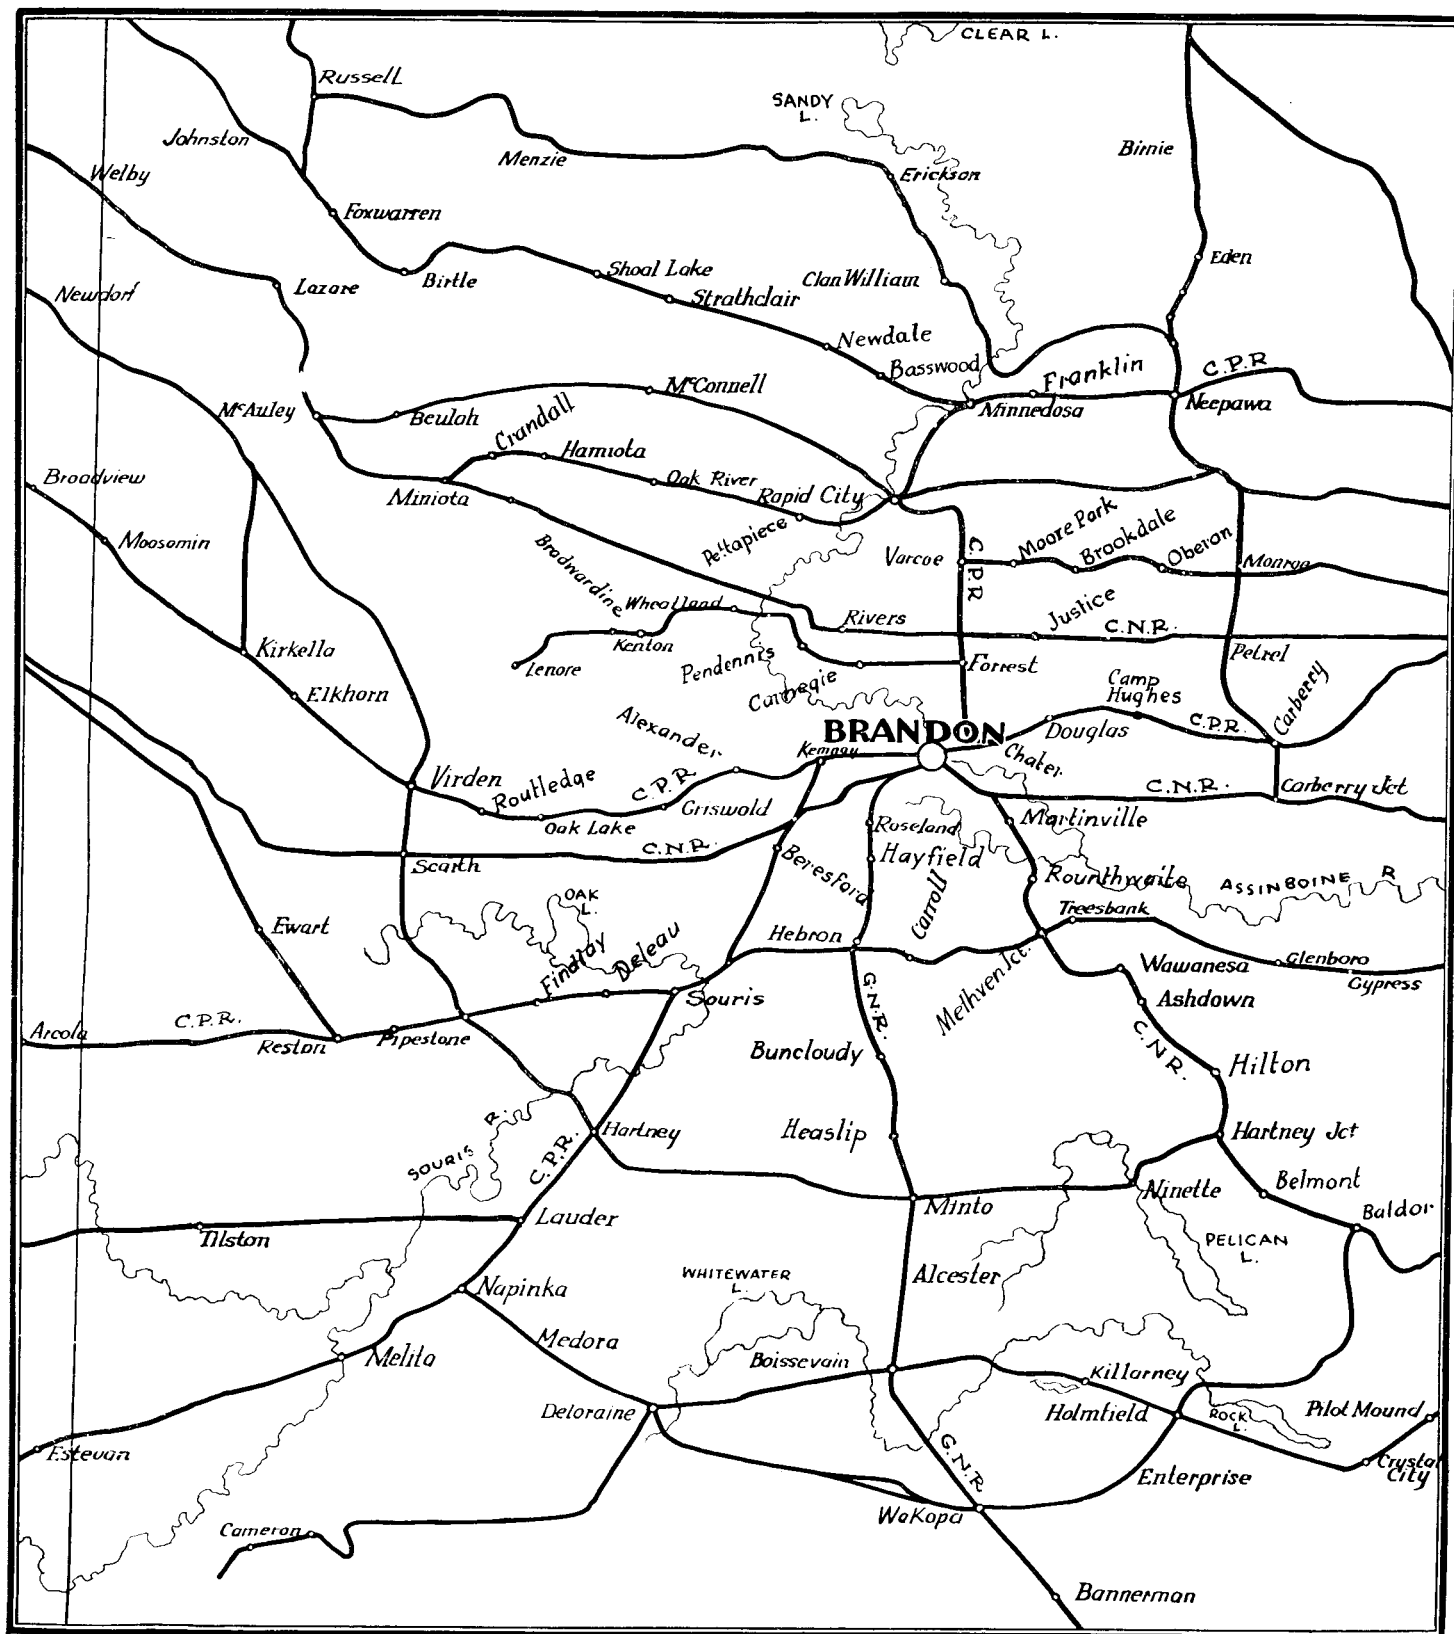 CLEAR L.
Russell
SANDY
L.
Johnston
Birnie
Menzie
Welby
Erickson
Foxwarren
Eden
Birtle
Shoal Lake
Clan William
Lazare
Newdorf
Strathclair
Newdale
Basswood
Franklin
C.P.R
McConnell
McAuley
Beulah
Minnedosa
Neepawa
Crandall
Hamiota
Broadview
Oak River
Rapid City
Miniota
Moosomin
Pettapiece
Varcoe
C.P.R
Moore Park
Brookdale
Oberon
Monroe
Bradwardine
Wheatland
Rivers
Justice
C.N.R.
Kenton
Kirkella
Lenore
Pendennis
Forrest
Petrel
Carnegie
Elkhorn
Camp
Hughes
Carberry
C.P.R.
Alexander
BRANDON
Douglas
Kemnay
Chater
Virden
Routledge
C.P.R.
Griswold
C.N.R.
Carberry Jct
Oak Lake
Martinville
Roseland
C.N.R.
Scarth
Beresford
Hayfield
Rounthwaite
ASSINBOINE R
OAK
L.
Carroll
Treesbank
Ewart
Hebron
Findlay
Deleau
Methven Jct.
Wawanesa
Glenboro
Cypress
Souris
G.N.R.
Ashdown
C.P.R.
Arcola
Reston
Pipestone
Buncloudy
C.N.R.
Hilton
SOURIS R.
Hartney
C.P.R.
Heaslip
Hartney Jct
Minto
Ninette
Belmont
Baldor
Lauder
Tilston
PELICAN
L.
WHITEWATER
L.
Alcester
Napinka
Medora
Melita
Boissevain
Killarney
Deloraine
Holmfield
ROCK
L.
Pilot Mound
Estevan
G.N.R
Enterprise
Crystal
City
WaKopa
Cameron
Bannerman